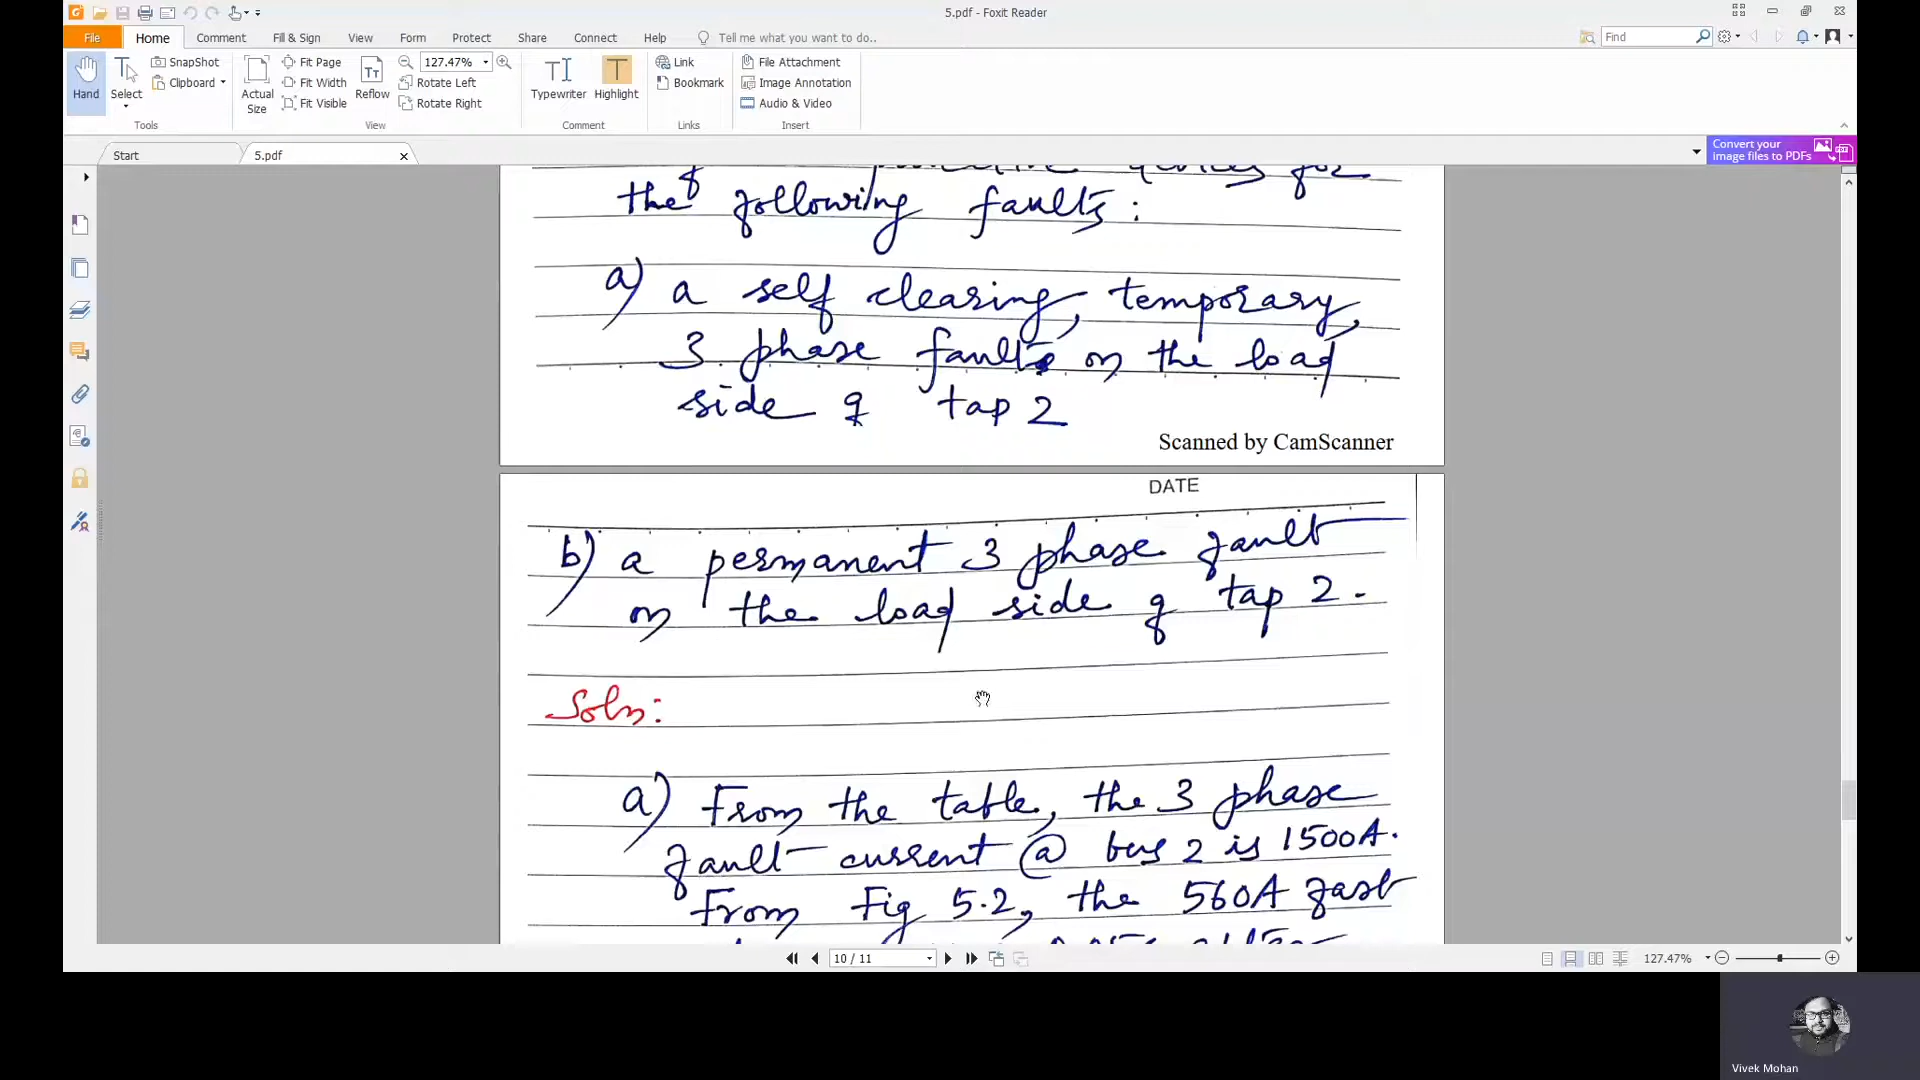 5.pdf - Foxit Reader
File Home Comment Fill & Sign View Form Protect Share Connect Help Tell me what you want to do.. Find
Hand
Select
SnapShot
Clipboard
Tools
Actual Size
Fit Page
Fit Width
Fit Visible
Reflow
127.47%
Rotate Left
Rotate Right
View
Typewriter
Highlight
Comment
Link
Bookmark
Links
File Attachment
Image Annotation
Audio & Video
Insert
Start
5.pdf
Convert your
image files to PDFs
the following faults:
a) a self clearing, temporary,
3 phase fault on the load
side of tap 2
Scanned by CamScanner
DATE
b) a permanent 3 phase fault
on the load side of tap 2.
Soln:
a) From the table, the 3 phase
fault current @ bus 2 is 1500A.
From Fig 5.2, the 560A fast
10 / 11
127.47%
Vivek Mohan